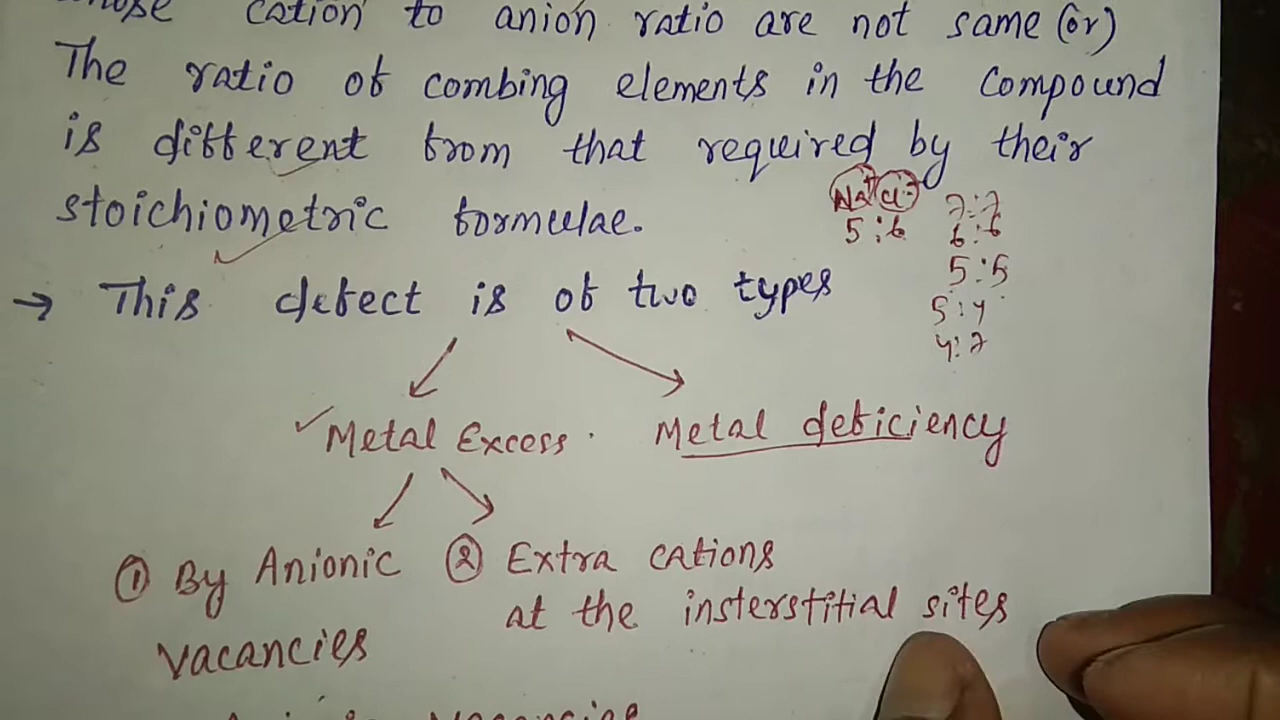 cation to anion ratio are not same (or)
The ratio of combing elements in the compound
is different from that required by their
stoichiometric formulae.
Na+ Cl-
5:6
7:7
6:6
5:5
5:4
4:7
→ This defect is of two types
✓Metal Excess. Metal deficiency
① By Anionic
vacancies
② Extra cations
at the insterstitial sites